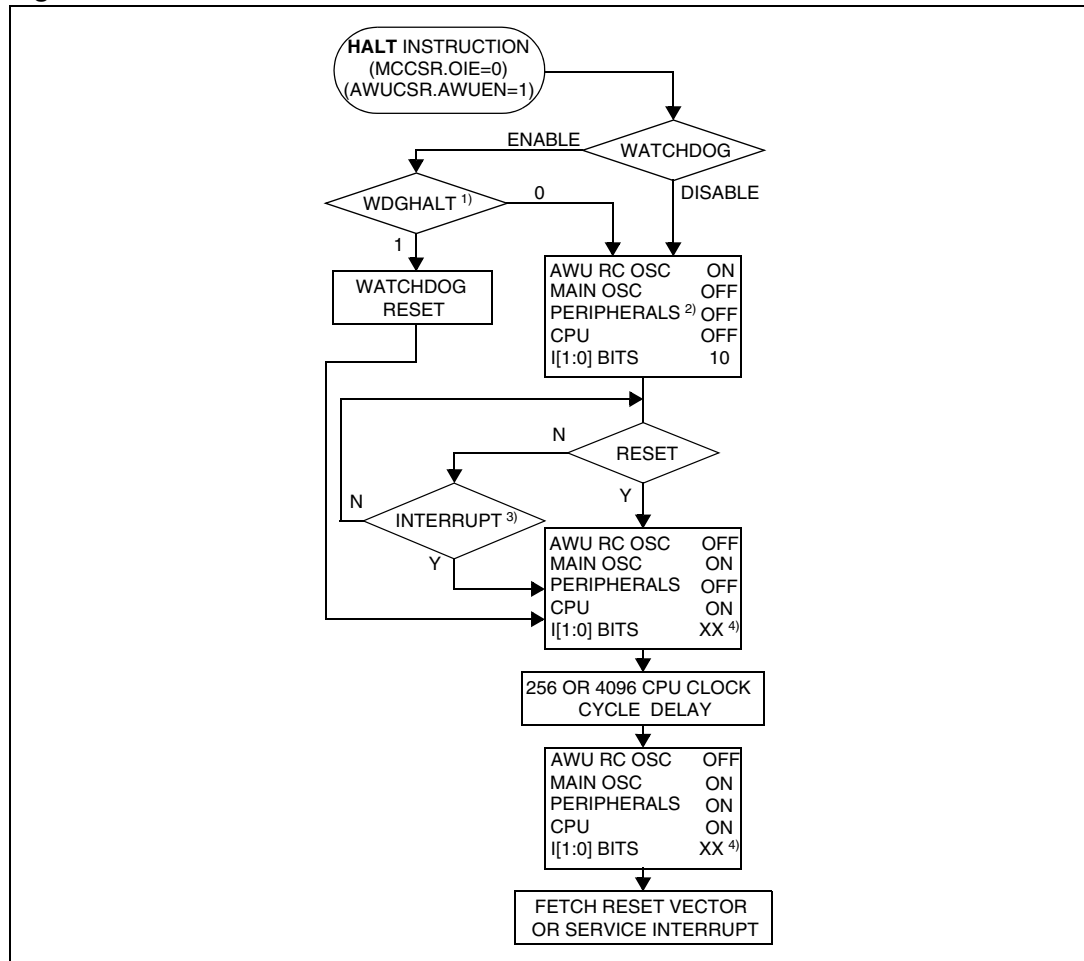 HALT INSTRUCTION
(MCCSR.OIE=0)
(AWUCSR.AWUEN=1)
ENABLE
WATCHDOG
DISABLE
WDGHALT 1)
0
1
WATCHDOG
RESET
AWU RC OSC ON
MAIN OSC OFF
PERIPHERALS 2) OFF
CPU OFF
I[1:0] BITS 10
N
RESET
Y
N
INTERRUPT 3)
Y
AWU RC OSC OFF
MAIN OSC ON
PERIPHERALS OFF
CPU ON
I[1:0] BITS XX 4)
256 OR 4096 CPU CLOCK
CYCLE DELAY
AWU RC OSC OFF
MAIN OSC ON
PERIPHERALS ON
CPU ON
I[1:0] BITS XX 4)
FETCH RESET VECTOR
OR SERVICE INTERRUPT